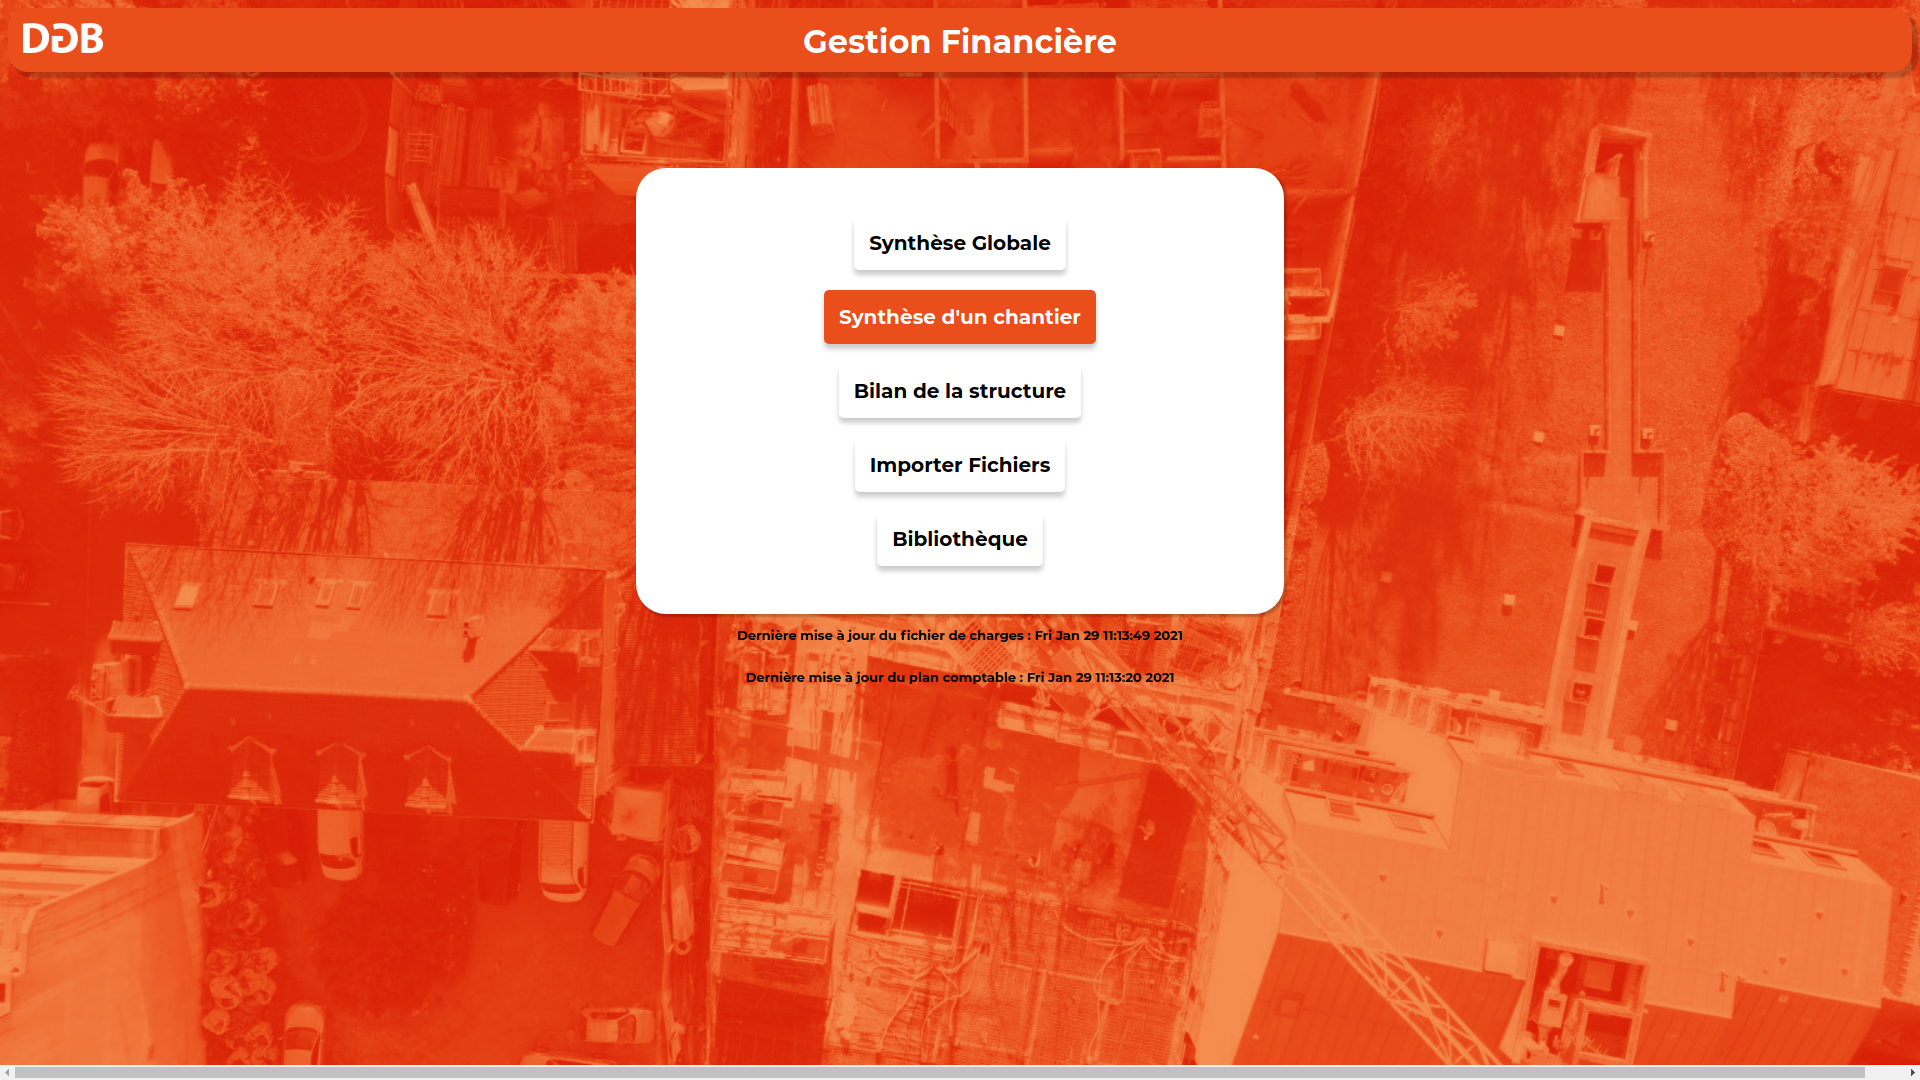 DGB
Gestion Financière
Synthèse Globale
Synthèse d'un chantier
Bilan de la structure
Importer Fichiers
Bibliothèque
Dernière mise à jour du fichier de charges : Fri Jan 29 11:13:49 2021
Dernière mise à jour du plan comptable : Fri Jan 29 11:13:20 2021